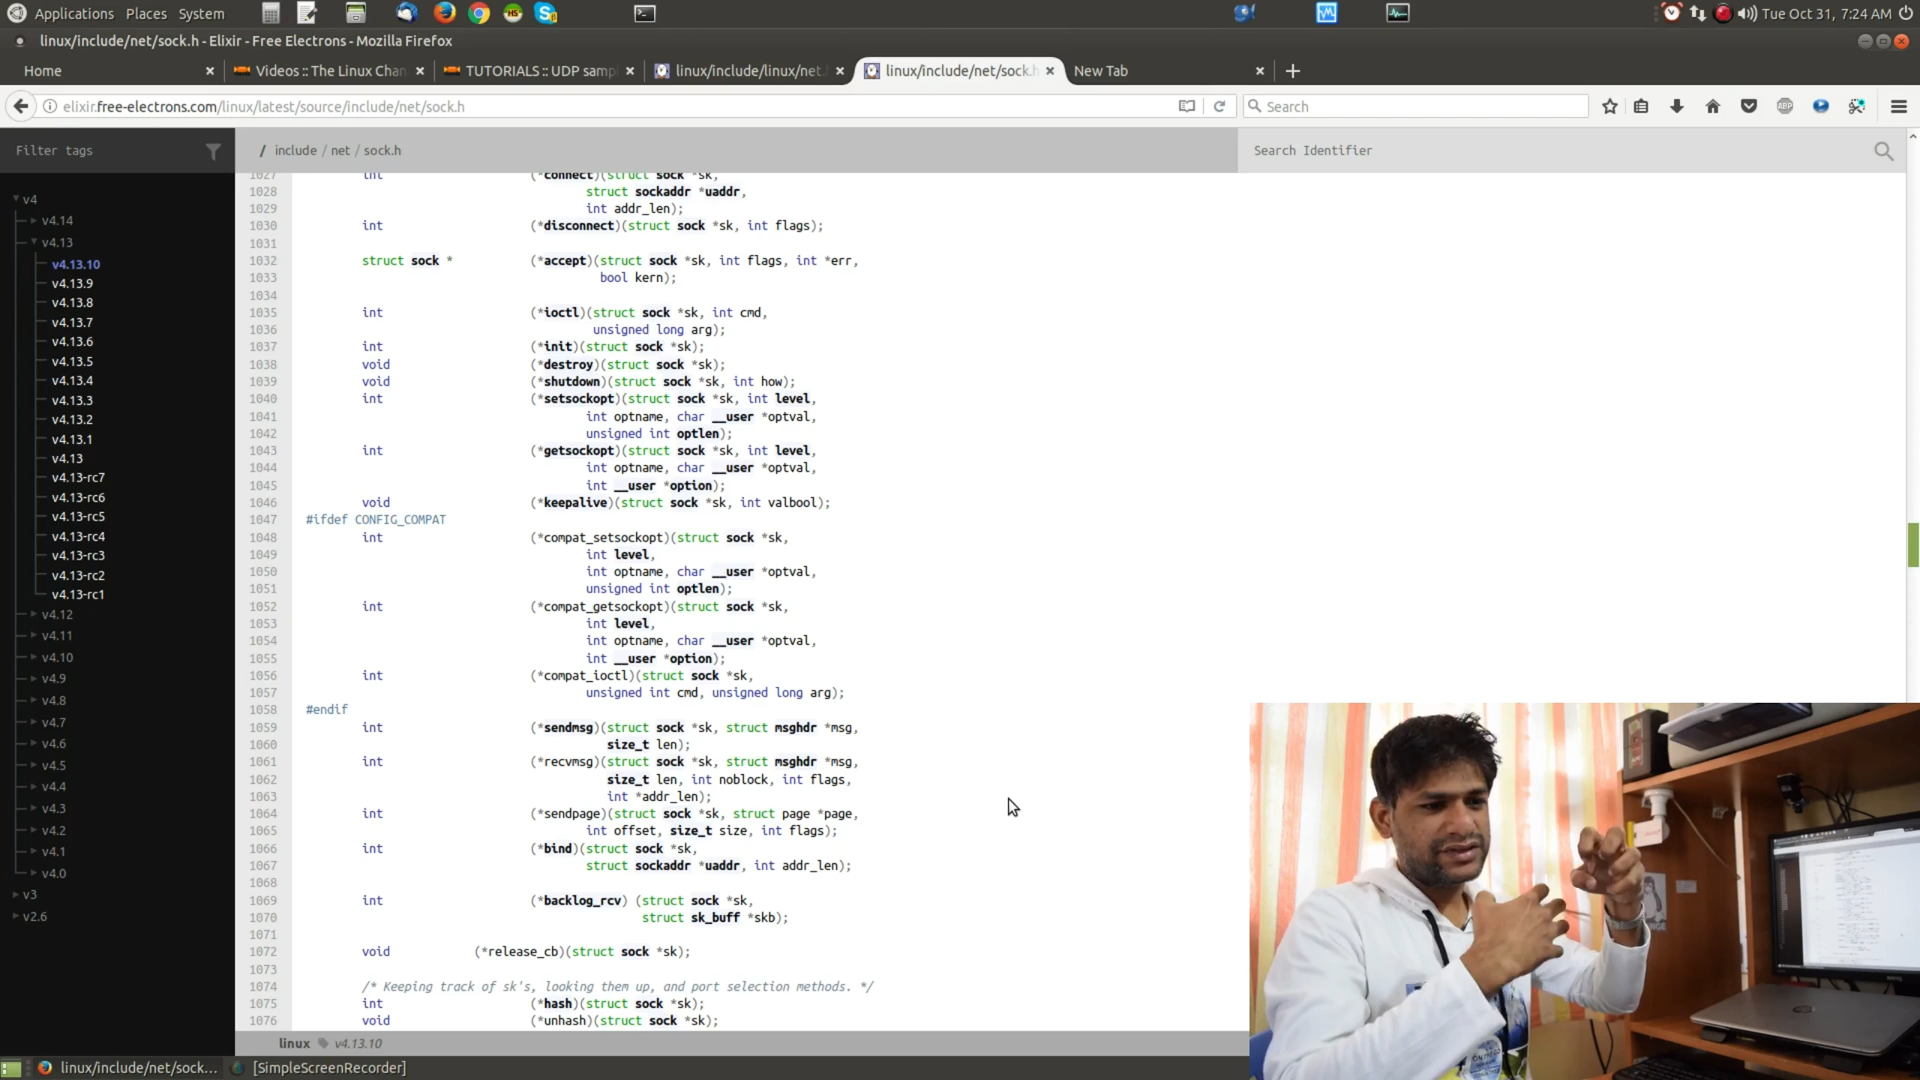 Applications Places System
Tue Oct 31, 7:24 AM
linux/include/net/sock.h - Elixir - Free Electrons - Mozilla Firefox
Home
Videos :: The Linux Chan
TUTORIALS :: UDP samp
linux/include/linux/net.
linux/include/net/sock.h
New Tab
elixir.free-electrons.com/linux/latest/source/include/net/sock.h
Search
ABP
Filter tags
/ include / net / sock.h
Search Identifier
v4
v4.14
v4.13
v4.13.10
v4.13.9
v4.13.8
v4.13.7
v4.13.6
v4.13.5
v4.13.4
v4.13.3
v4.13.2
v4.13.1
v4.13
v4.13-rc7
v4.13-rc6
v4.13-rc5
v4.13-rc4
v4.13-rc3
v4.13-rc2
v4.13-rc1
v4.12
v4.11
v4.10
v4.9
v4.8
v4.7
v4.6
v4.5
v4.4
v4.3
v4.2
v4.1
v4.0
v3
v2.6
1027 int (*connect)(struct sock *sk,
1028 struct sockaddr *uaddr,
1029 int addr_len);
1030 int (*disconnect)(struct sock *sk, int flags);
1031
1032 struct sock * (*accept)(struct sock *sk, int flags, int *err,
1033 bool kern);
1034
1035 int (*ioctl)(struct sock *sk, int cmd,
1036 unsigned long arg);
1037 int (*init)(struct sock *sk);
1038 void (*destroy)(struct sock *sk);
1039 void (*shutdown)(struct sock *sk, int how);
1040 int (*setsockopt)(struct sock *sk, int level,
1041 int optname, char __user *optval,
1042 unsigned int optlen);
1043 int (*getsockopt)(struct sock *sk, int level,
1044 int optname, char __user *optval,
1045 int __user *option);
1046 void (*keepalive)(struct sock *sk, int valbool);
1047 #ifdef CONFIG_COMPAT
1048 int (*compat_setsockopt)(struct sock *sk,
1049 int level,
1050 int optname, char __user *optval,
1051 unsigned int optlen);
1052 int (*compat_getsockopt)(struct sock *sk,
1053 int level,
1054 int optname, char __user *optval,
1055 int __user *option);
1056 int (*compat_ioctl)(struct sock *sk,
1057 unsigned int cmd, unsigned long arg);
1058 #endif
1059 int (*sendmsg)(struct sock *sk, struct msghdr *msg,
1060 size_t len);
1061 int (*recvmsg)(struct sock *sk, struct msghdr *msg,
1062 size_t len, int noblock, int flags,
1063 int *addr_len);
1064 int (*sendpage)(struct sock *sk, struct page *page,
1065 int offset, size_t size, int flags);
1066 int (*bind)(struct sock *sk,
1067 struct sockaddr *uaddr, int addr_len);
1068
1069 int (*backlog_rcv) (struct sock *sk,
1070 struct sk_buff *skb);
1071
1072 void (*release_cb)(struct sock *sk);
1073
1074 /* Keeping track of sk's, looking them up, and port selection methods. */
1075 int (*hash)(struct sock *sk);
1076 void (*unhash)(struct sock *sk);
linux v4.13.10
linux/include/net/sock...
[SimpleScreenRecorder]